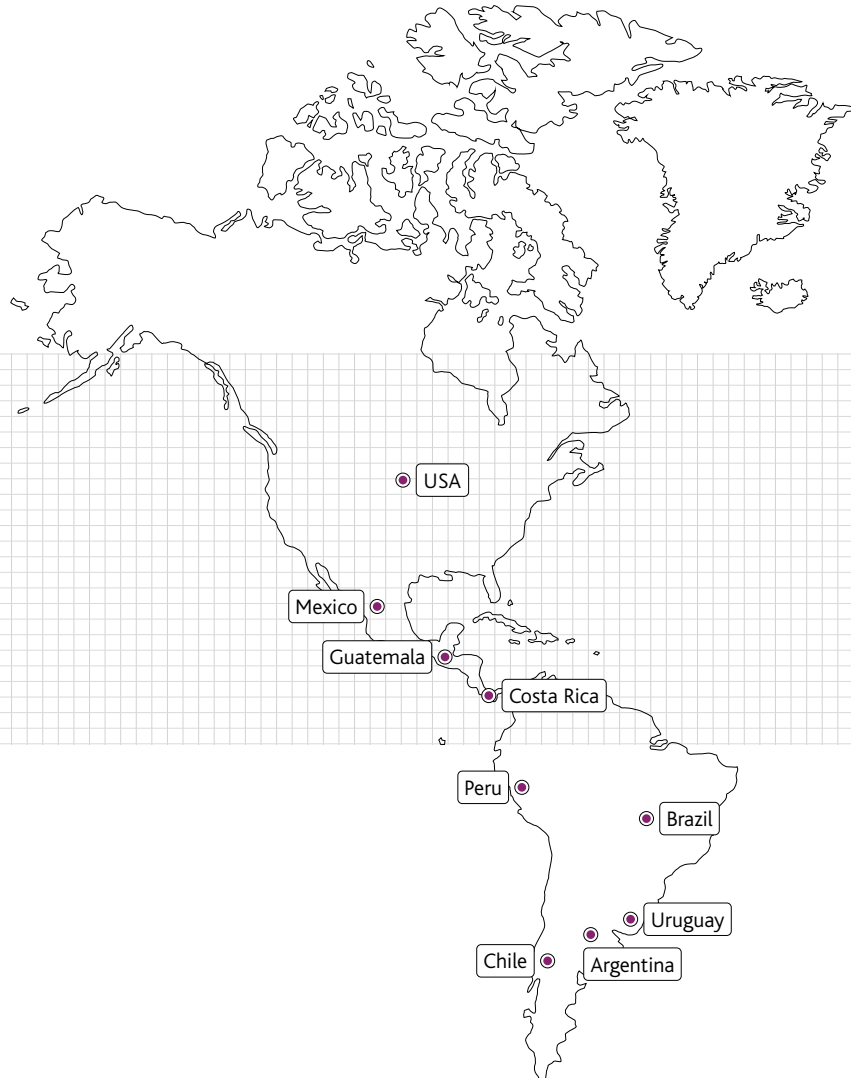 USA
Mexico
Guatemala
Costa Rica
Peru
Brazil
Uruguay
Chile
Argentina